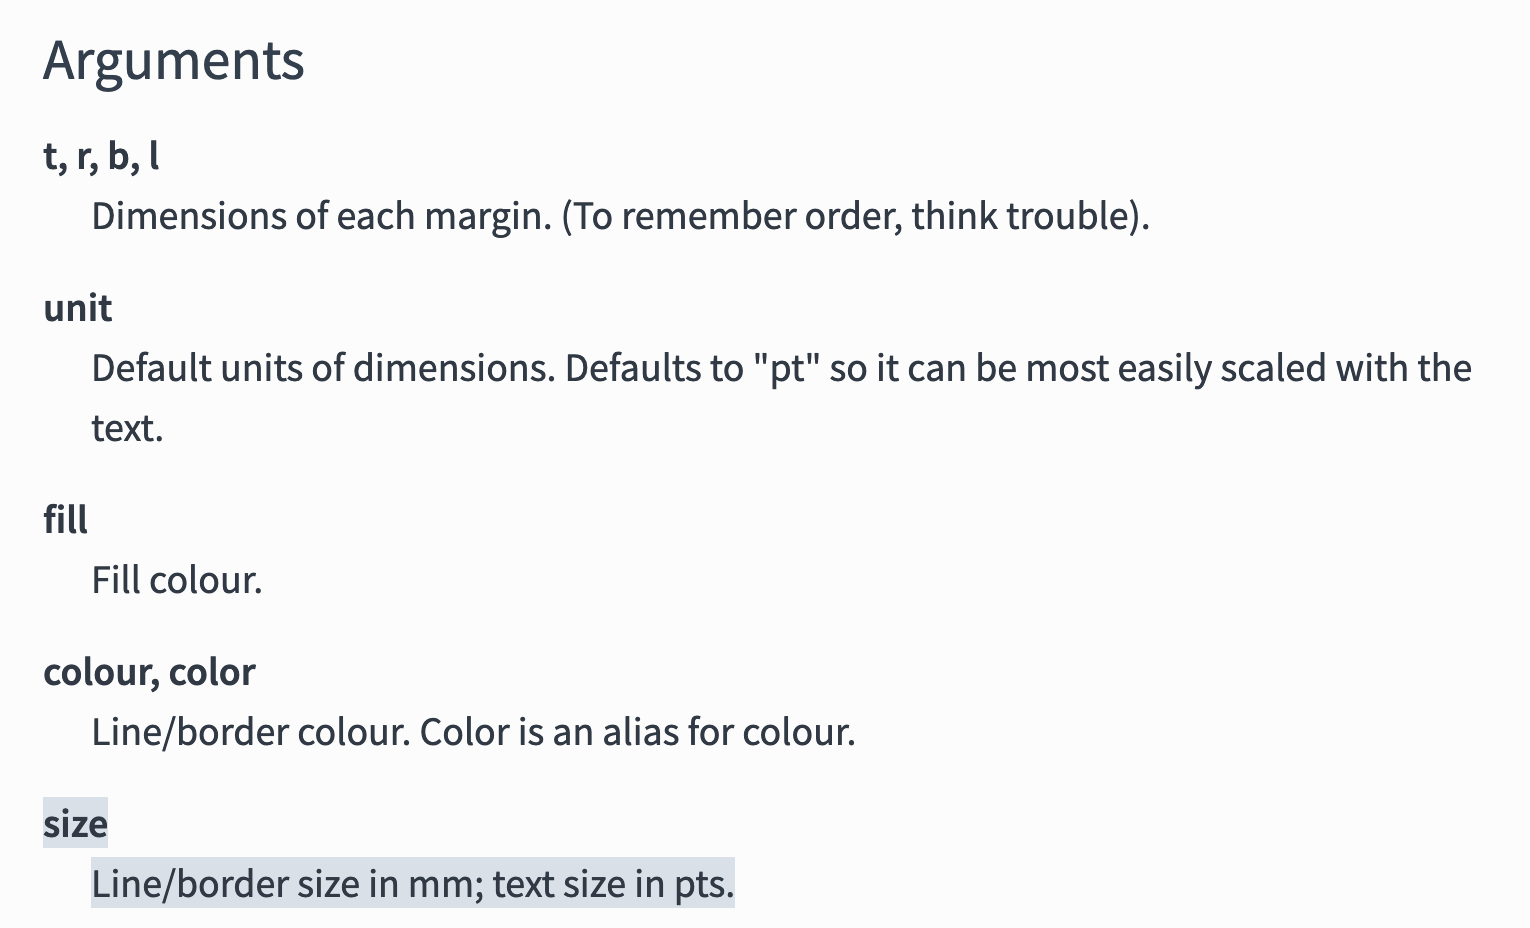 Arguments
t, r, b, l
Dimensions of each margin. (To remember order, think trouble).
unit
Default units of dimensions. Defaults to "pt" so it can be most easily scaled with the
text.
fill
Fill colour.
colour, color
Line/border colour. Color is an alias for colour.
size
Line/border size in mm; text size in pts.